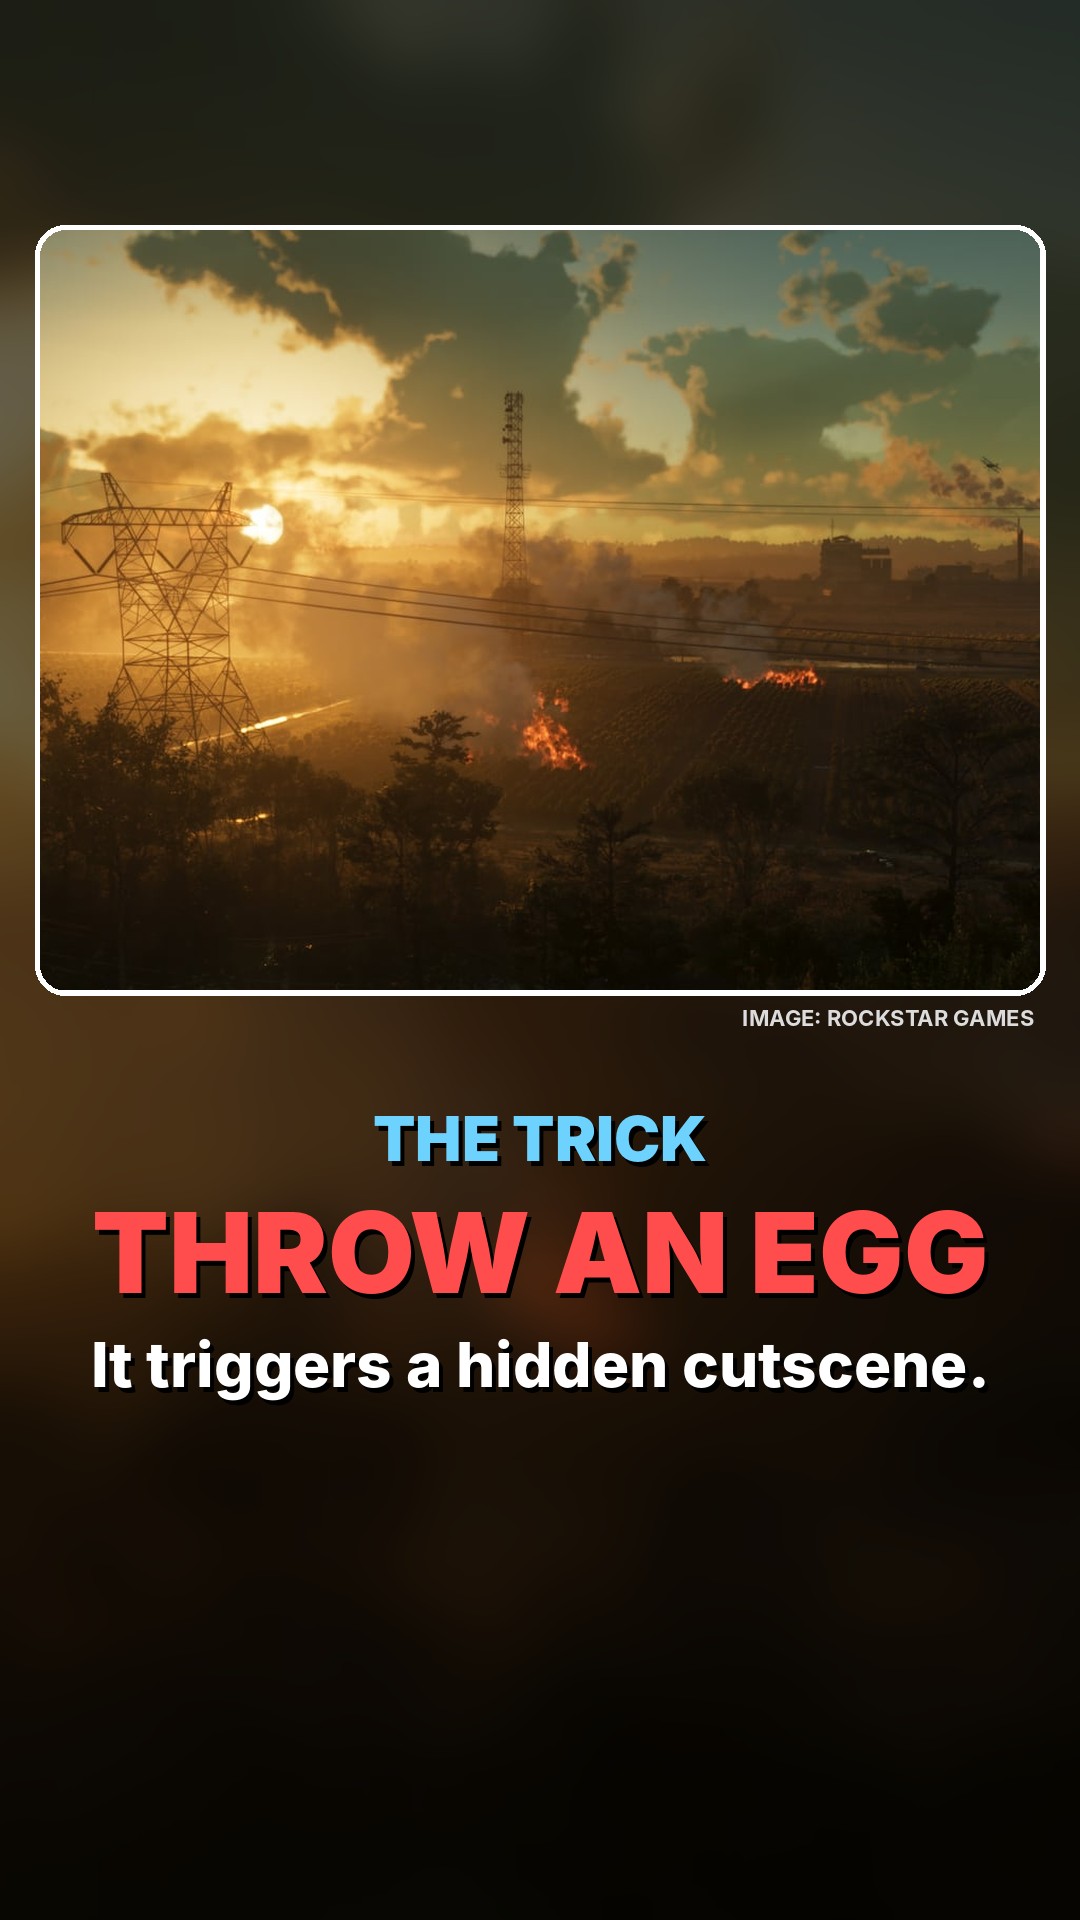 IMAGE: ROCKSTAR GAMES
THE TRICK
THROW AN EGG
It triggers a hidden cutscene.